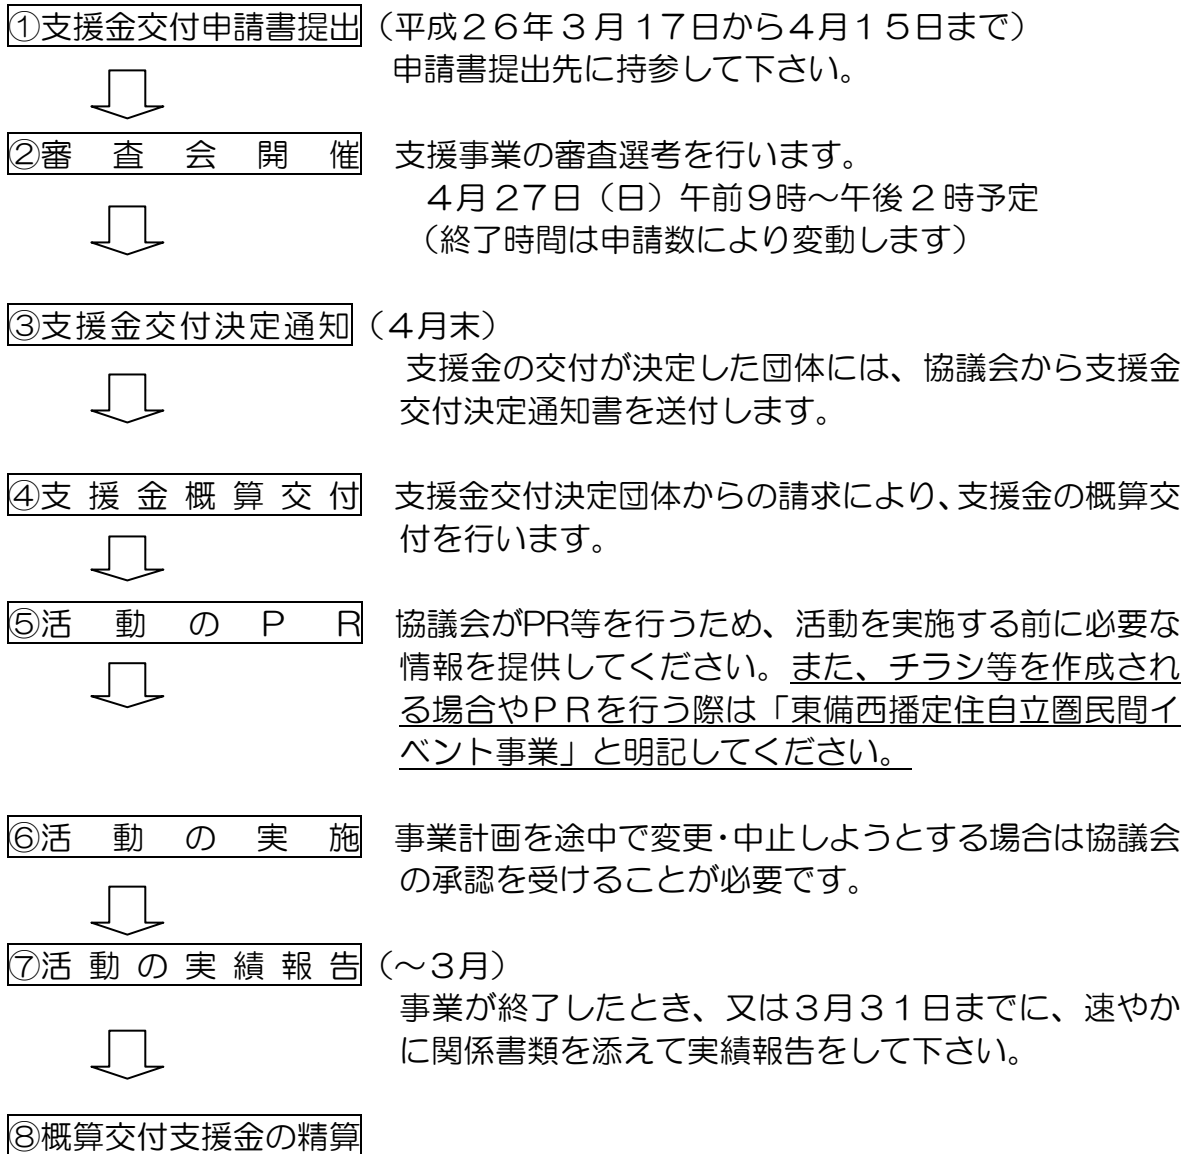 ①支援金交付申請書提出（平成２６年３月17日から４月１５日まで）
申請書提出先に持参して下さい。
②審査会開催 支援事業の審査選考を行います。
４月２７日（日）午前９時～午後２時予定
（終了時間は申請数により変動します）
③支援金交付決定通知（４月末）
支援金の交付が決定した団体には、協議会から支援金
交付決定通知書を送付します。
④支援金概算交付 支援金交付決定団体からの請求により、支援金の概算交
付を行います。
⑤活動のＰＲ 協議会がPR等を行うため、活動を実施する前に必要な
情報を提供してください。また、チラシ等を作成され
る場合やＰＲを行う際は「東備西播定住自立圏民間イ
ベント事業」と明記してください。
⑥活動の実施 事業計画を途中で変更・中止しようとする場合は協議会
の承認を受けることが必要です。
⑦活動の実績報告（～３月）
事業が終了したとき、又は３月３１日までに、速やか
に関係書類を添えて実績報告をして下さい。
⑧概算交付支援金の精算